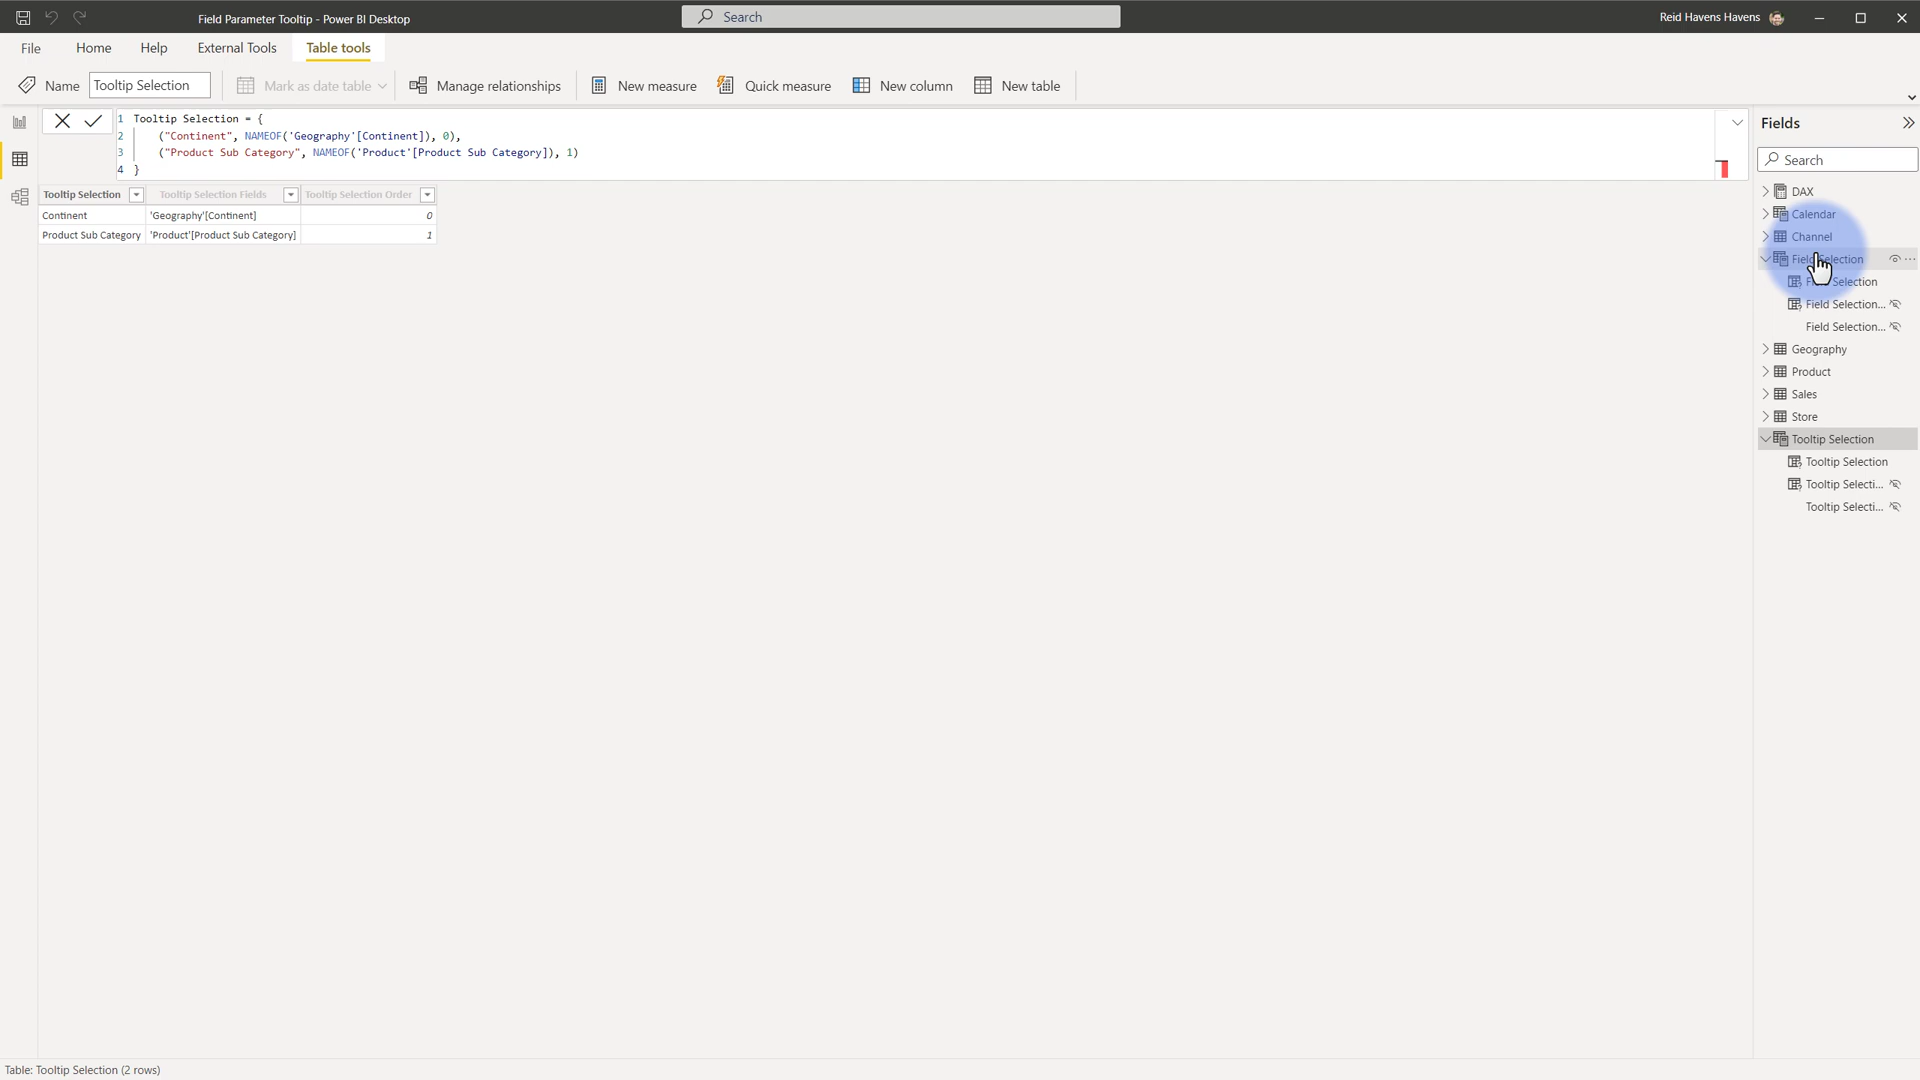 Field Parameter Tooltip - Power BI Desktop
Search
Reid Havens Havens
File
Home
Help
External Tools
Table tools
Name
Tooltip Selection
Mark as date table
Manage relationships
New measure
Quick measure
New column
New table
1 Tooltip Selection = {
2 ("Continent", NAMEOF('Geography'[Continent]), 0),
3 ("Product Sub Category", NAMEOF('Product'[Product Sub Category]), 1)
4 }
Tooltip Selection
Tooltip Selection Fields
Tooltip Selection Order
Continent
'Geography'[Continent]
0
Product Sub Category
'Product'[Product Sub Category]
1
Fields
Search
DAX
Calendar
Channel
Field Selection
Field Selection
Field Selection...
Field Selection...
Geography
Product
Sales
Store
Tooltip Selection
Tooltip Selection
Tooltip Selecti...
Tooltip Selecti...
Table: Tooltip Selection (2 rows)